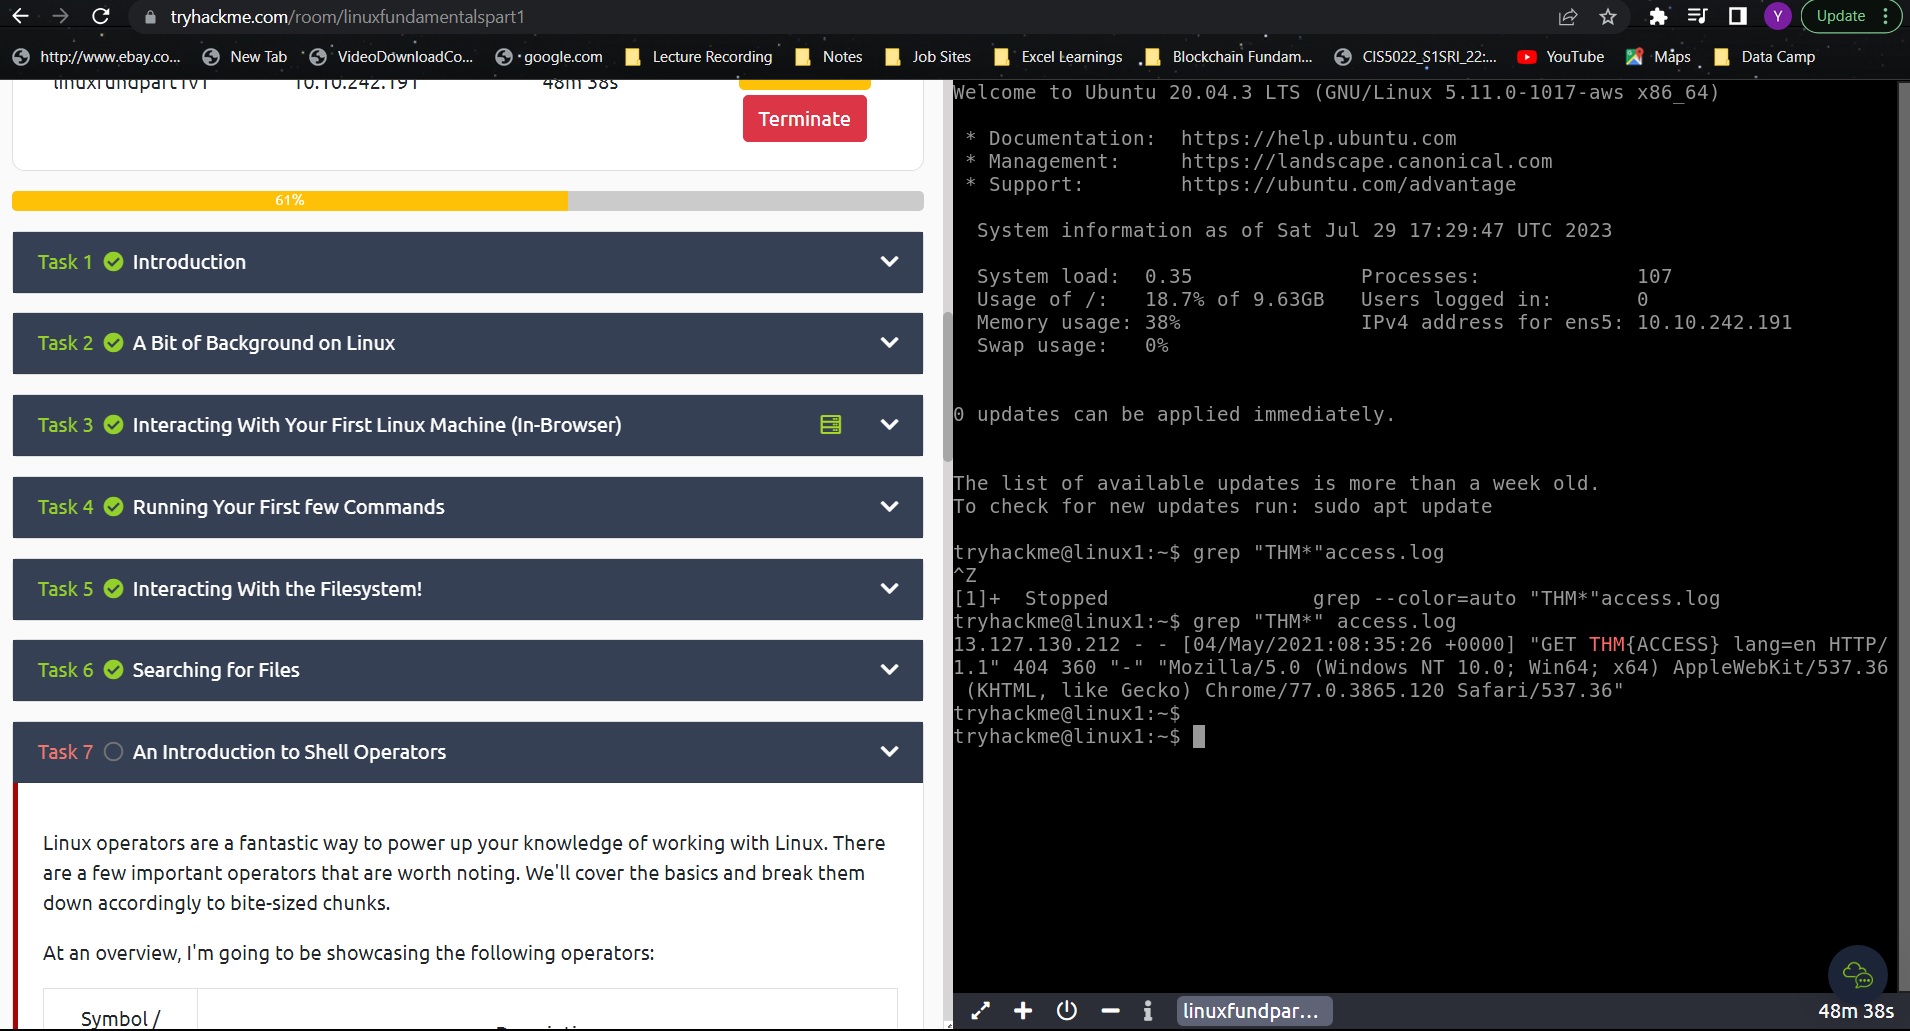 tryhackme.com/room/linuxfundamentalspart1
Y
Update
http://www.ebay.co...
New Tab
VideoDownloadCo...
google.com
Lecture Recording
Notes
Job Sites
Excel Learnings
Blockchain Fundam...
CIS5022_S1SRI_22:...
YouTube
Maps
Data Camp
linuxfundpart1v1
10.10.242.191
48m 38s
Terminate
61%
Task 1 Introduction
Task 2 A Bit of Background on Linux
Task 3 Interacting With Your First Linux Machine (In-Browser)
Task 4 Running Your First few Commands
Task 5 Interacting With the Filesystem!
Task 6 Searching for Files
Task 7 An Introduction to Shell Operators
Linux operators are a fantastic way to power up your knowledge of working with Linux. There
are a few important operators that are worth noting. We'll cover the basics and break them
down accordingly to bite-sized chunks.
At an overview, I'm going to be showcasing the following operators:
Symbol /
Welcome to Ubuntu 20.04.3 LTS (GNU/Linux 5.11.0-1017-aws x86_64)
* Documentation:  https://help.ubuntu.com
* Management:     https://landscape.canonical.com
* Support:        https://ubuntu.com/advantage
System information as of Sat Jul 29 17:29:47 UTC 2023
System load:  0.35              Processes:             107
Usage of /:   18.7% of 9.63GB   Users logged in:       0
Memory usage: 38%               IPv4 address for ens5: 10.10.242.191
Swap usage:   0%
0 updates can be applied immediately.
The list of available updates is more than a week old.
To check for new updates run: sudo apt update
tryhackme@linux1:~$ grep "THM*"access.log
^Z
[1]+  Stopped                 grep --color=auto "THM*"access.log
tryhackme@linux1:~$ grep "THM*" access.log
13.127.130.212 - - [04/May/2021:08:35:26 +0000] "GET THM{ACCESS} lang=en HTTP/
1.1" 404 360 "-" "Mozilla/5.0 (Windows NT 10.0; Win64; x64) AppleWebKit/537.36
(KHTML, like Gecko) Chrome/77.0.3865.120 Safari/537.36"
tryhackme@linux1:~$
tryhackme@linux1:~$
linuxfundpar...
48m 38s